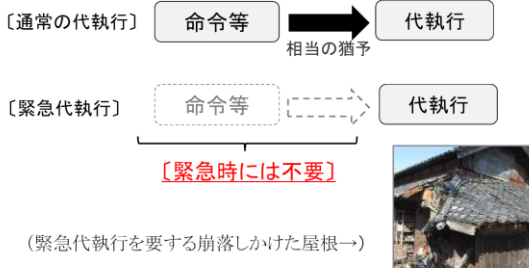 〔通常の代執行〕 命令等 代執行
相当の猶予
〔緊急代執行〕 命令等 代執行
〔緊急時には不要〕
(緊急代執行を要する崩落しかけた屋根→)